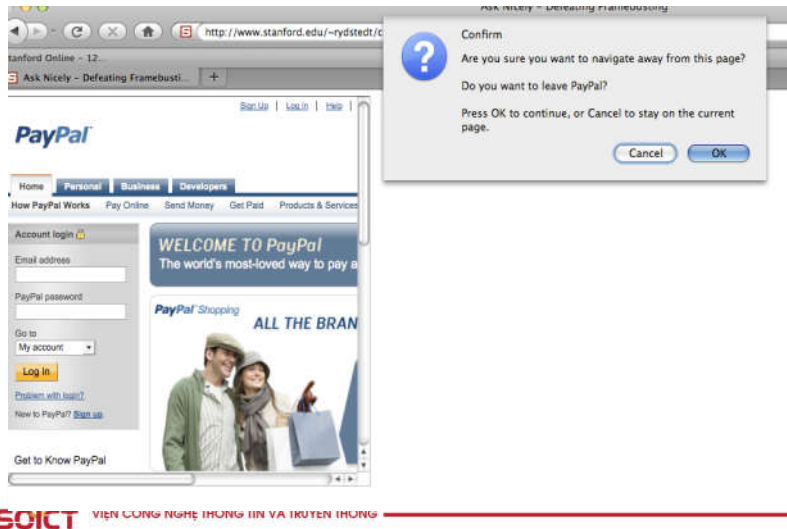 Ask Nicely – Defeating Framebusting
http://www.stanford.edu/~rydstedt/c
tanford Online – 12...
Ask Nicely – Defeating Framebusti...
Confirm
Are you sure you want to navigate away from this page?
Do you want to leave PayPal?
Press OK to continue, or Cancel to stay on the current
page.
Cancel OK
Sign Up | Log in | Help |
PayPal
Home Personal Business Developers
How PayPal Works Pay Online Send Money Get Paid Products & Services
Account login
Email address
PayPal password
Go to
My account
Log In
Problem with login?
New to PayPal? Sign up.
WELCOME TO PayPal
The world's most-loved way to pay a
PayPal Shopping
ALL THE BRAN
Get to Know PayPal
SOICT VIỆN CÔNG NGHỆ THÔNG TIN VÀ TRUYỀN THÔNG